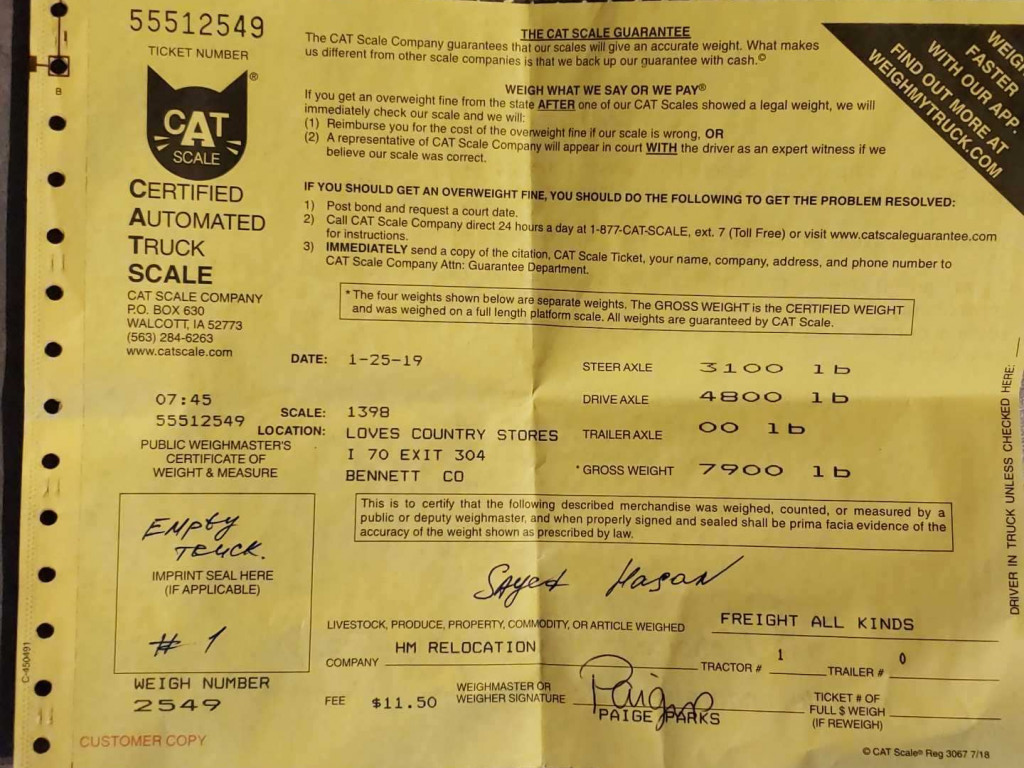 55512549
TICKET NUMBER
CAT
SCALE
®
CERTIFIED
AUTOMATED
TRUCK
SCALE
CAT SCALE COMPANY
P.O. BOX 630
WALCOTT, IA 52773
(563) 284-6263
www.catscale.com
THE CAT SCALE GUARANTEE
The CAT Scale Company guarantees that our scales will give an accurate weight. What makes
us different from other scale companies is that we back up our guarantee with cash.©
WEIGH WHAT WE SAY OR WE PAY®
If you get an overweight fine from the state AFTER one of our CAT Scales showed a legal weight, we will
immediately check our scale and we will:
(1) Reimburse you for the cost of the overweight fine if our scale is wrong, OR
(2) A representative of CAT Scale Company will appear in court WITH the driver as an expert witness if we
believe our scale was correct.
WEIGH
FASTER
WITH OUR APP.
FIND OUT MORE AT
WEIGHMYTRUCK.COM
IF YOU SHOULD GET AN OVERWEIGHT FINE, YOU SHOULD DO THE FOLLOWING TO GET THE PROBLEM RESOLVED:
1) Post bond and request a court date.
2) Call CAT Scale Company direct 24 hours a day at 1-877-CAT-SCALE, ext. 7 (Toll Free) or visit www.catscaleguarantee.com
for instructions.
3) IMMEDIATELY send a copy of the citation, CAT Scale Ticket, your name, company, address, and phone number to
CAT Scale Company Attn: Guarantee Department.
* The four weights shown below are separate weights. The GROSS WEIGHT is the CERTIFIED WEIGHT
and was weighed on a full length platform scale. All weights are guaranteed by CAT Scale.
DATE: 1-25-19
STEER AXLE 3100 lb
DRIVE AXLE 4800 lb
TRAILER AXLE 00 lb
* GROSS WEIGHT 7900 lb
07:45
55512549
PUBLIC WEIGHMASTER'S
CERTIFICATE OF
WEIGHT & MEASURE
SCALE: 1398
LOCATION: LOVES COUNTRY STORES
I 70 EXIT 304
BENNETT CO
This is to certify that the following described merchandise was weighed, counted, or measured by a
public or deputy weighmaster, and when properly signed and sealed shall be prima facia evidence of the
accuracy of the weight shown as prescribed by law.
EMPty
TRUCK.
IMPRINT SEAL HERE
(IF APPLICABLE)
# 1
Sayed Hasan
LIVESTOCK, PRODUCE, PROPERTY, COMMODITY, OR ARTICLE WEIGHED FREIGHT ALL KINDS
COMPANY HM RELOCATION TRACTOR # 1 TRAILER # 0
WEIGH NUMBER
2549
FEE $11.50
WEIGHMASTER OR
WEIGHER SIGNATURE
Paige
PAIGE PARKS
TICKET # OF
FULL $ WEIGH
(IF REWEIGH)
DRIVER IN TRUCK UNLESS CHECKED HERE:
CUSTOMER COPY
C-450491
B
© CAT Scale® Reg 3067 7/18